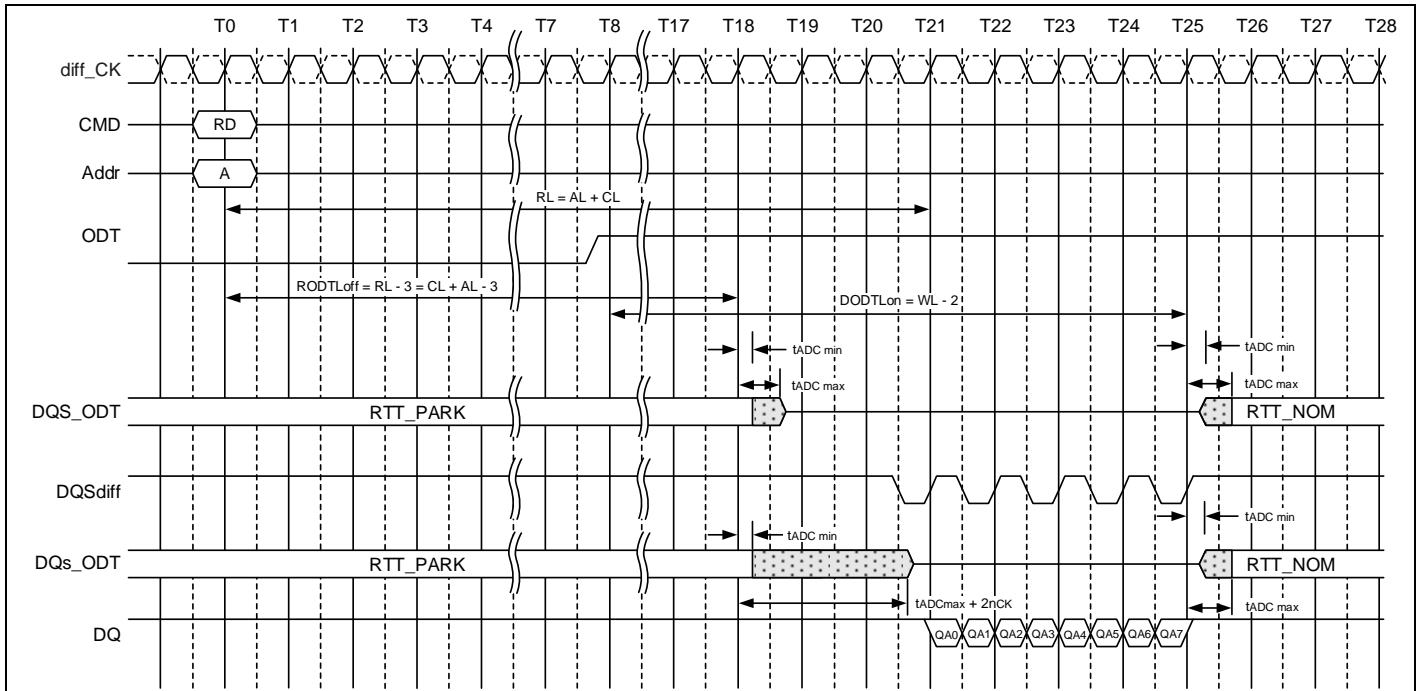 T0 T1 T2 T3 T4 T7 T8 T17 T18 T19 T20 T21 T22 T23 T24 T25 T26 T27 T28
diff_CK
CMD RD
Addr A
RL = AL + CL
ODT
RODTLoff = RL - 3 = CL + AL - 3
DODTLon = WL - 2
tADC min tADC min
tADC max tADC max
DQS_ODT RTT_PARK RTT_NOM
DQSdiff
tADC min
tADC min
DQs_ODT RTT_PARK RTT_NOM
tADCmax + 2nCK tADC max
DQ QA0 QA1 QA2 QA3 QA4 QA5 QA6 QA7